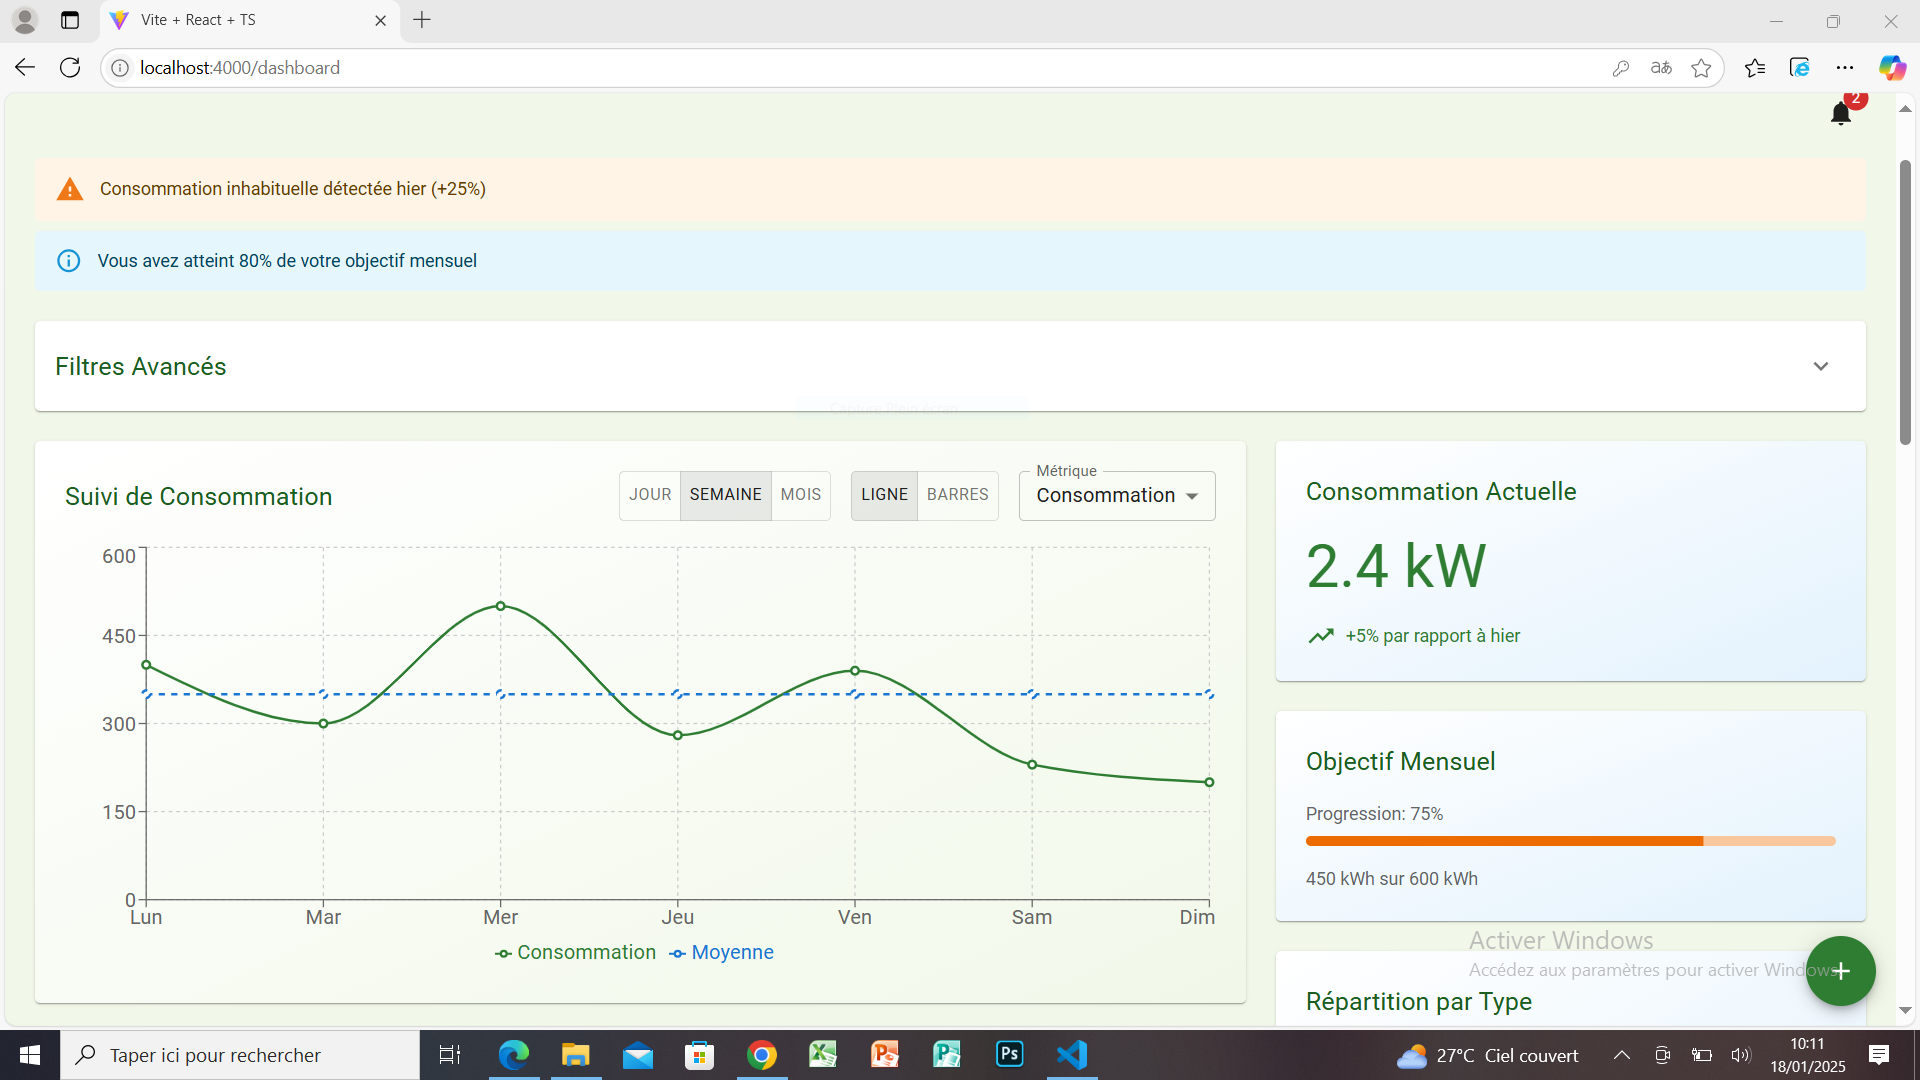 Vite + React + TS
localhost:4000/dashboard
aあ
2
Consommation inhabituelle détectée hier (+25%)
Vous avez atteint 80% de votre objectif mensuel
Filtres Avancés
Suivi de Consommation
JOUR SEMAINE MOIS
LIGNE BARRES
Métrique
Consommation
600
450
300
150
0
Lun Mar Mer Jeu Ven Sam Dim
Consommation Moyenne
Consommation Actuelle
2.4 kW
+5% par rapport à hier
Objectif Mensuel
Progression: 75%
450 kWh sur 600 kWh
Activer Windows
Accédez aux paramètres pour activer Windows
+
Répartition par Type
Taper ici pour rechercher
Ps
27°C Ciel couvert
10:11
18/01/2025